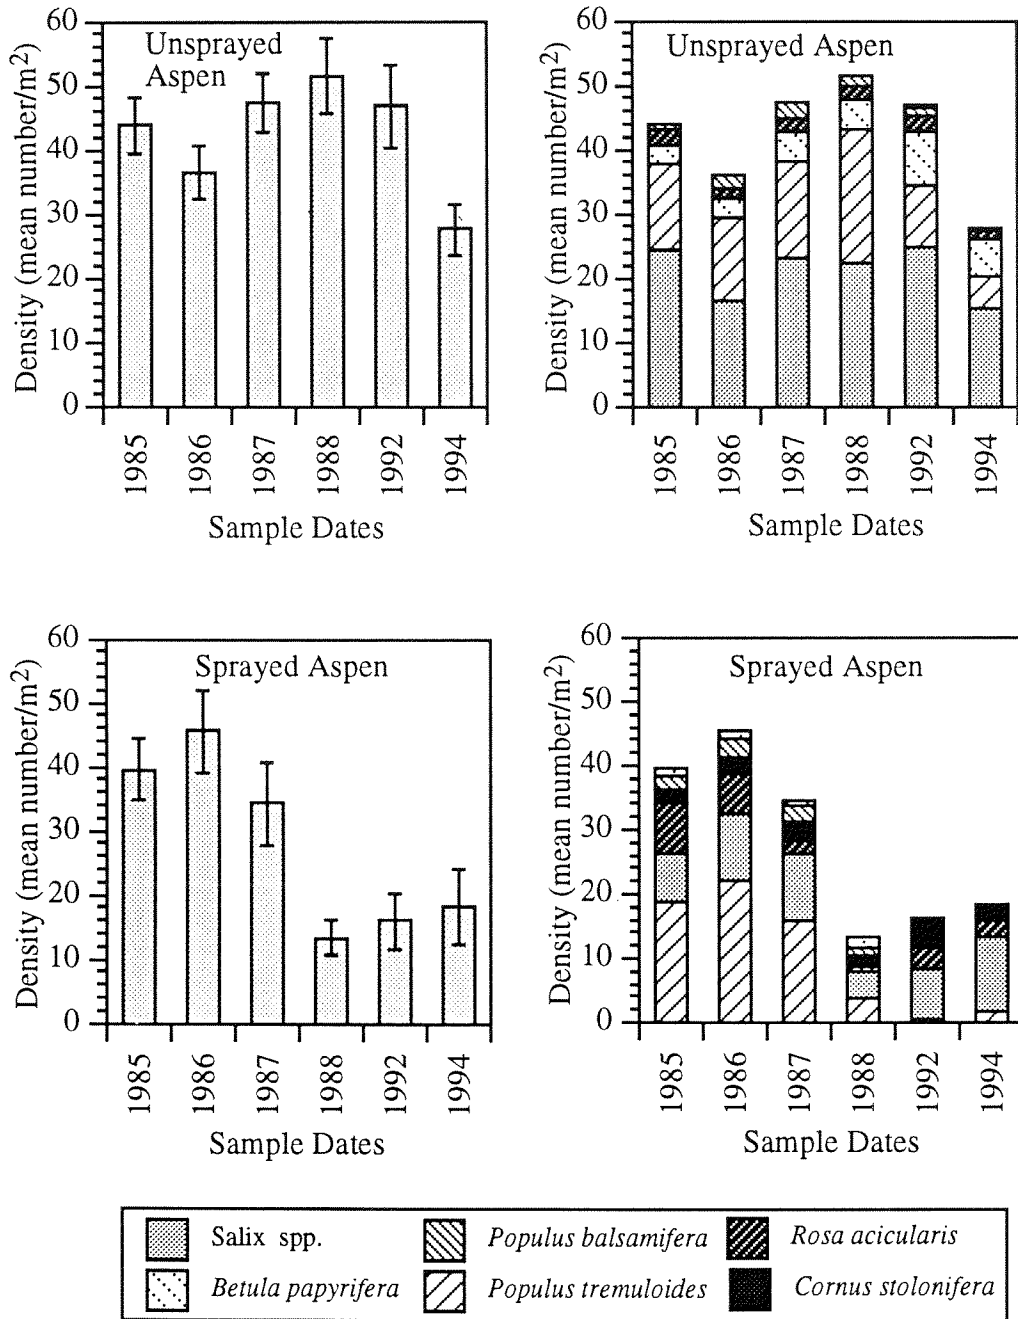 Unsprayed
Aspen
Density (mean number/m2)
60
50
40
30
20
10
0
1985
1986
1987
1988
1992
1994
Sample Dates
Unsprayed Aspen
Density (mean number/m2)
60
50
40
30
20
10
0
1985
1986
1987
1988
1992
1994
Sample Dates
Sprayed Aspen
Density (mean number/m2)
60
50
40
30
20
10
0
1985
1986
1987
1988
1992
1994
Sample Dates
Sprayed Aspen
Density (mean number/m2)
60
50
40
30
20
10
0
1985
1986
1987
1988
1992
1994
Sample Dates
Salix spp.
Populus balsamifera
Rosa acicularis
Betula papyrifera
Populus tremuloides
Cornus stolonifera